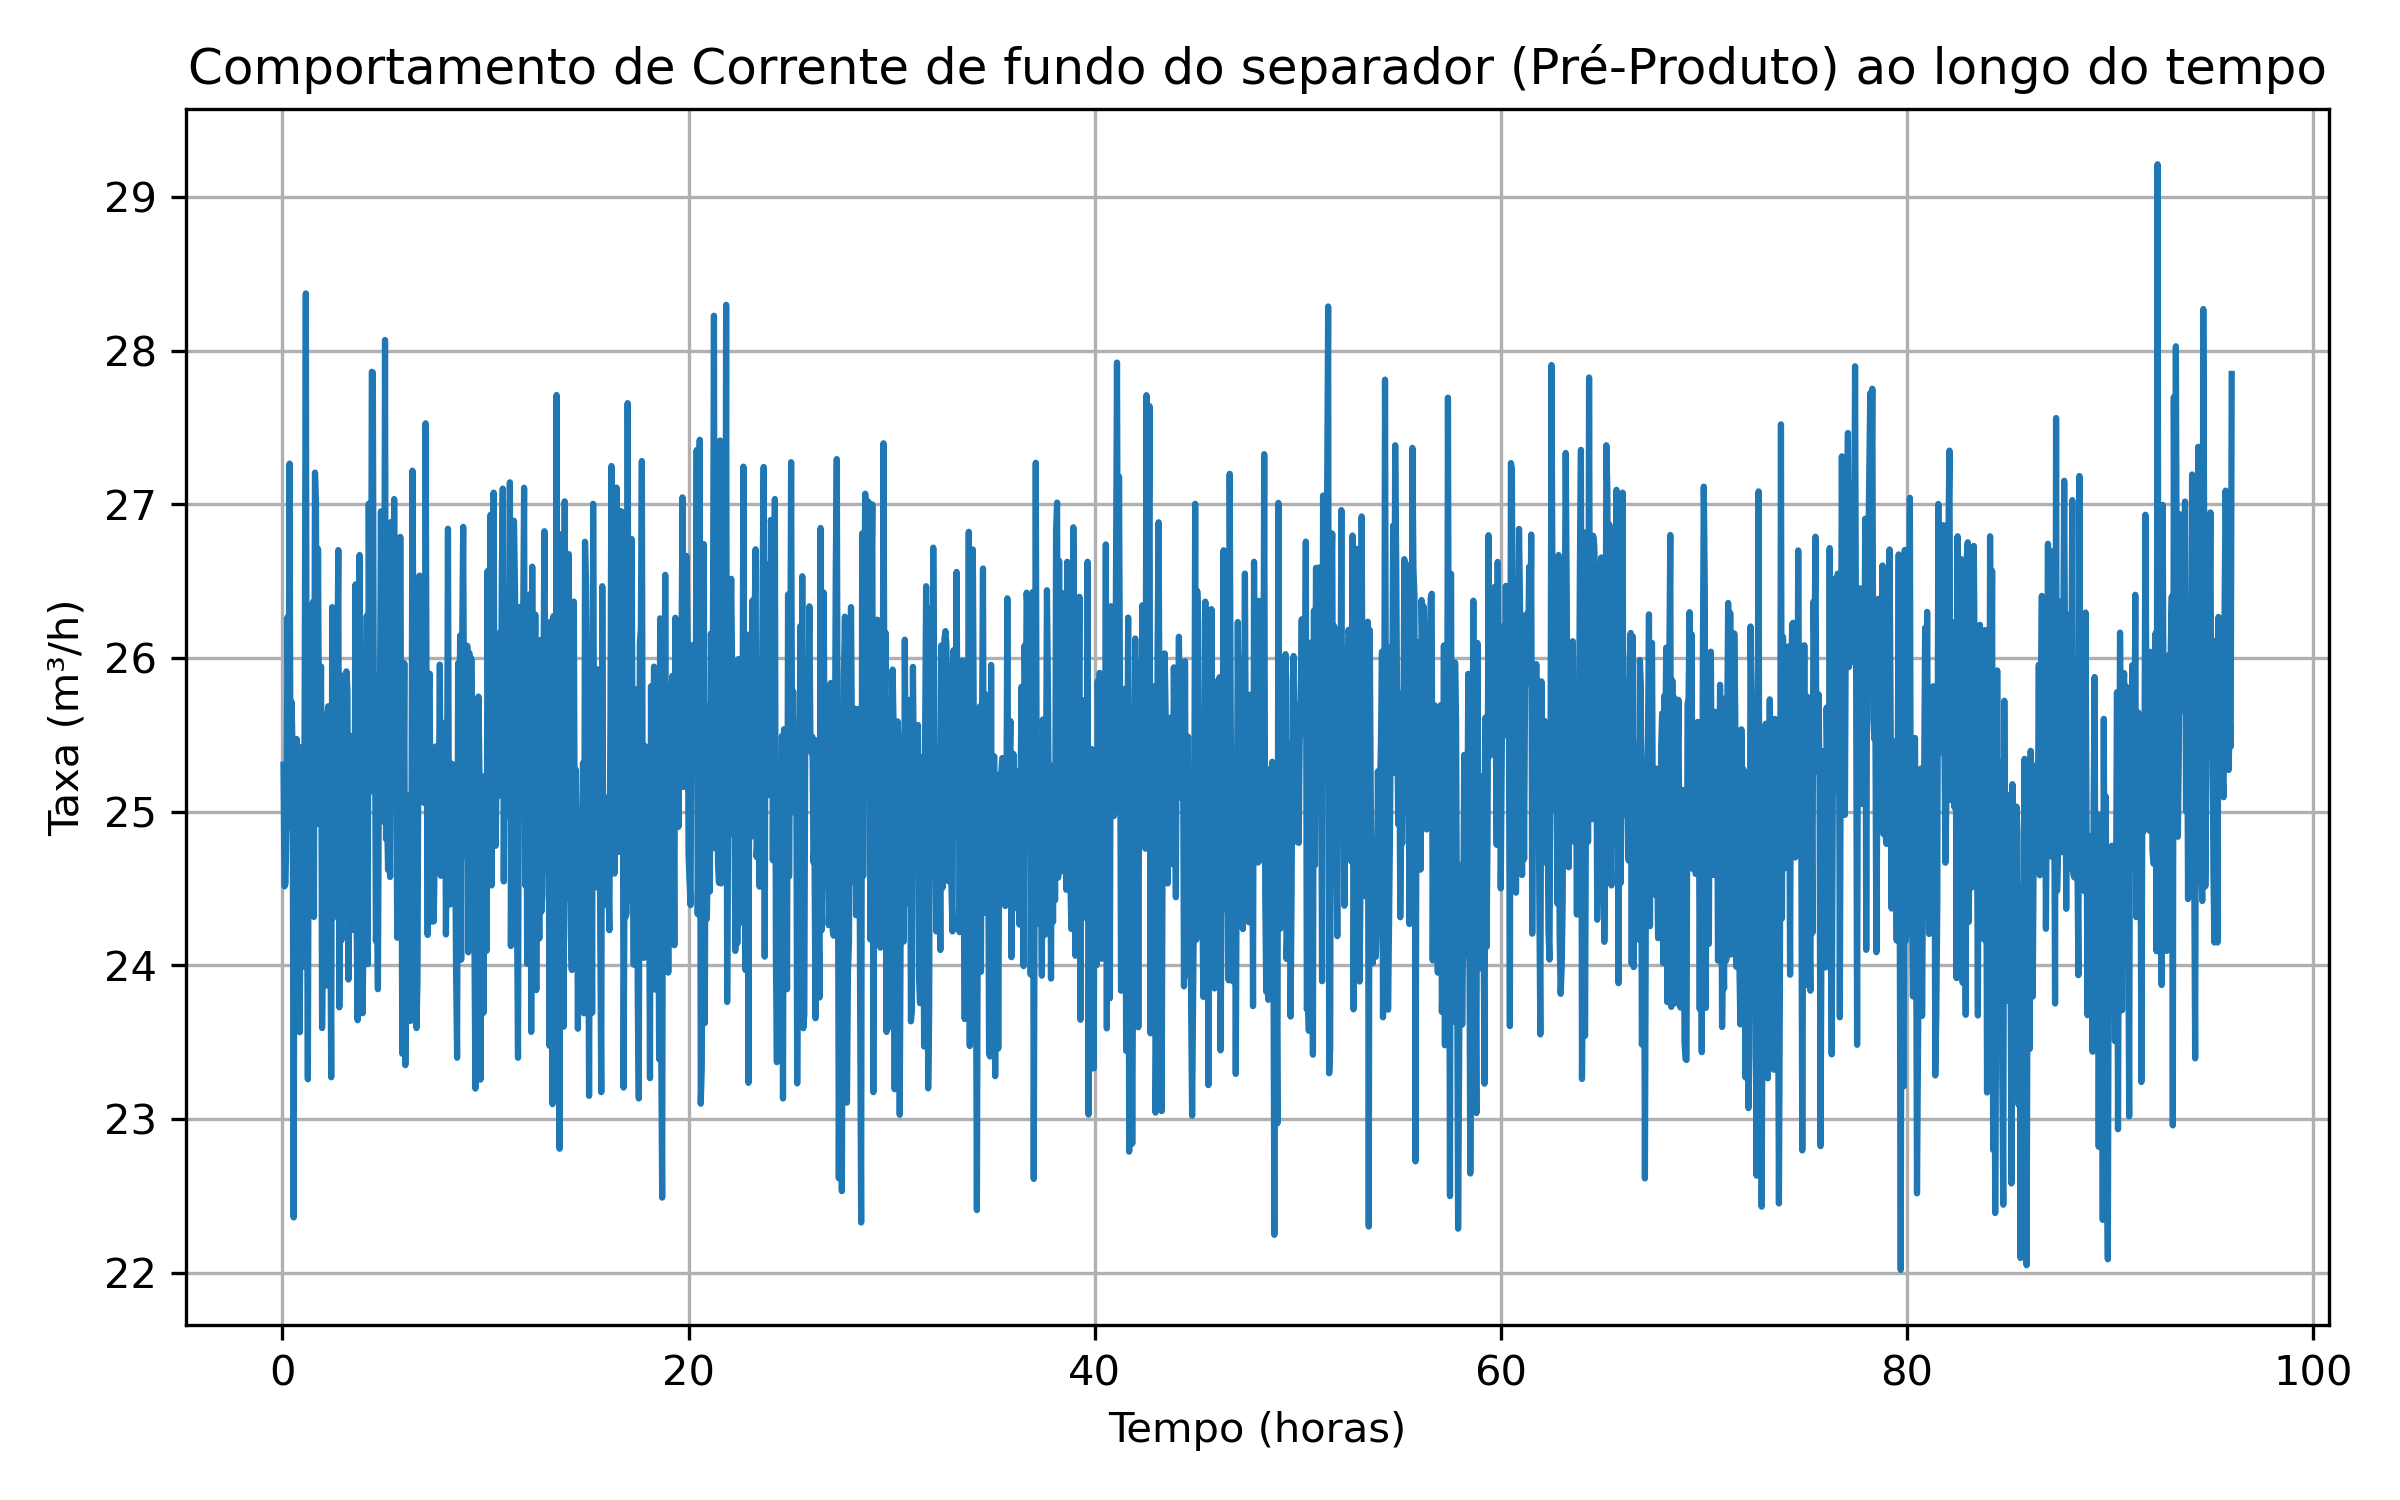 Comportamento de Corrente de fundo do separador (Pré-Produto) ao longo do tempo
29
28
27
26
25
24
23
22
Taxa (m³/h)
0 20 40 60 80 100
Tempo (horas)